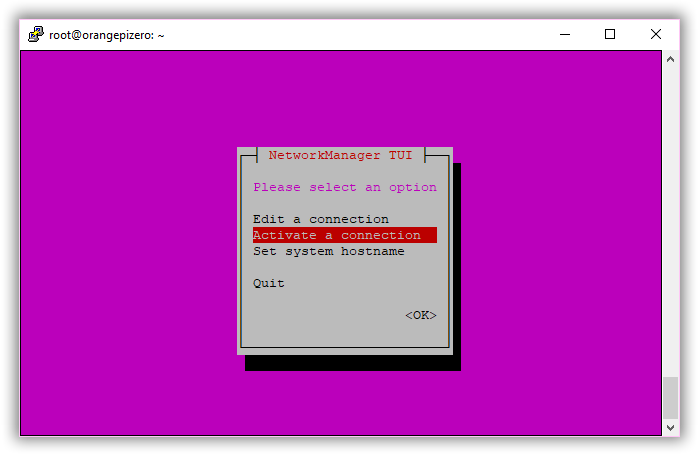 root@orangepizero: ~
NetworkManager TUI
Please select an option
Edit a connection
Activate a connection
Set system hostname
Quit
<OK>